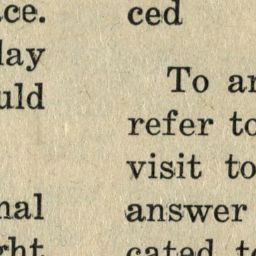 ce.
lay
uld
nal
ght
ced
To an
refer to
visit to
answer
cated to